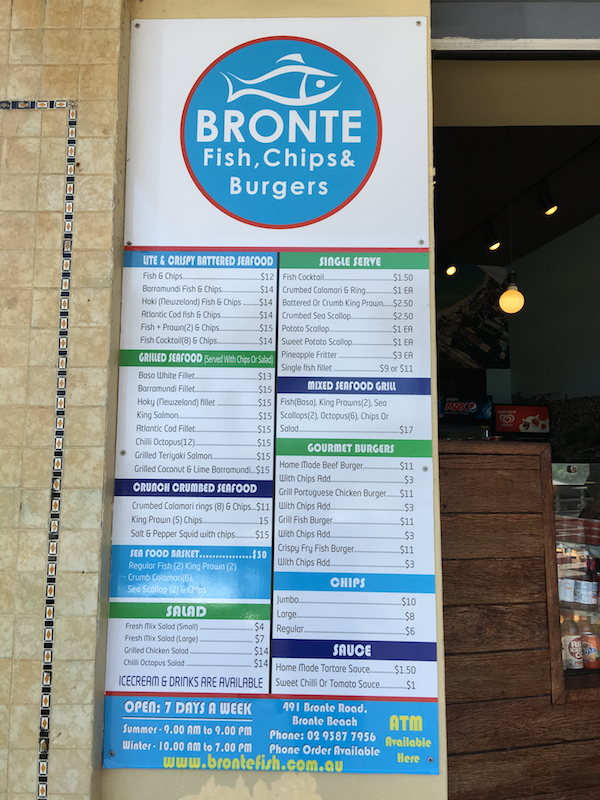 BRONTE
Fish, Chips &
Burgers
LITE & CRISPY BATTERED SEAFOOD
Fish & Chips $12
Barramundi Fish & Chips $14
Hoki (Newzeland) Fish & Chips $14
Atlantic Cod fish & Chips $14
Fish + Prawn(2) & Chips $15
Fish Cocktail(8) & Chips $14
GRILLED SEAFOOD (Served With Chips Or Salad)
Basa White Fillet $13
Barramundi Fillet $15
Hoky (Newzeland) fillet $15
King Salmon $15
Atlantic Cod Fillet $15
Chilli Octopus(12) $15
Grilled Teriyaki Salmon $15
Grilled Coconut & Lime Barramundi $15
CRUNCH CRUMBED SEAFOOD
Crumbed Calamari rings (8) & Chips $11
King Prawn (5) Chips 15
Salt & Pepper Squid with chips $15
SEA FOOD BASKET $30
Regular Fish (2) King Prawn (2)
Crumb Calamari(6),
Sea Scallop (2) & Chips
SALAD
Fresh Mix Salad (Small) $4
Fresh Mix Salad (Large) $7
Grilled Chicken Salad $14
Chilli Octopus Salad $14
ICECREAM & DRINKS ARE AVAILABLE
SINGLE SERVE
Fish Cocktail $1.50
Crumbed Calamari & Ring $1 EA
Battered Or Crumb King Prawn $2.50
Crumbed Sea Scallop $2.50
Potato Scallop $1 EA
Sweet Potato Scallop $1 EA
Pineapple Fritter $3 EA
Single fish fillet $9 or $11
MIXED SEAFOOD GRILL
Fish(Basa), King Prawns(2), Sea
Scallops(2), Octopus(6), Chips Or
Salad $17
GOURMET BURGERS
Home Made Beef Burger $11
With Chips Add $3
Grill Portuguese Chicken Burger $11
With Chips Add $3
Grill Fish Burger $11
With Chips Add $3
Crispy Fry Fish Burger $11
With Chips Add $3
CHIPS
Jumbo $10
Large $8
Regular $6
SAUCE
Home Made Tartare Sauce $1.50
Sweet Chilli Or Tomato Sauce $1
OPEN: 7 DAYS A WEEK
Summer - 9.00 AM to 9.00 PM
Winter - 10.00 AM to 7.00 PM
491 Bronte Road,
Bronte Beach
Phone: 02 9387 7956
Phone Order Available
ATM
Available
Here
www.brontefish.com.au
MAX